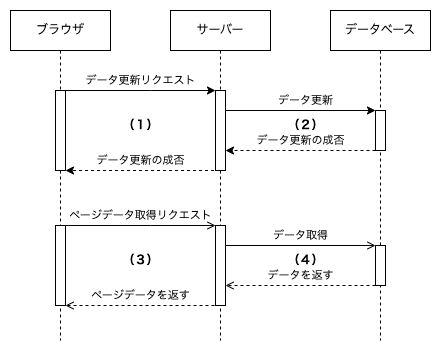 ブラウザ
サーバー
データベース
データ更新リクエスト
データ更新
（1）
（2）
データ更新の成否
データ更新の成否
ページデータ取得リクエスト
データ取得
（3）
（4）
データを返す
ページデータを返す